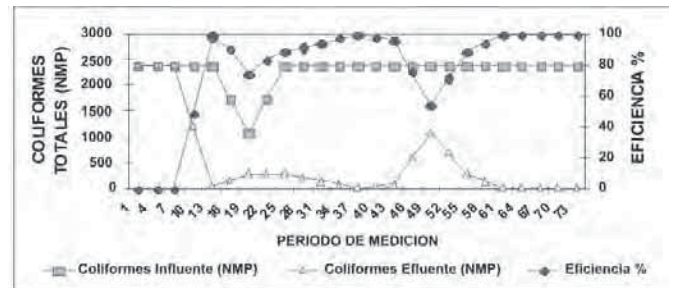 COLIFORMES TOTALES (NMP)
3000
2500
2000
1500
1000
500
0
EFICIENCIA %
100
80
60
40
20
0
1 4 7 10 13 16 19 22 25 28 31 34 37 40 43 46 49 52 55 58 61 64 67 70 73
PERIODO DE MEDICION
Coliformes Influente (NMP) Coliformes Efluente (NMP) Eficiencia %